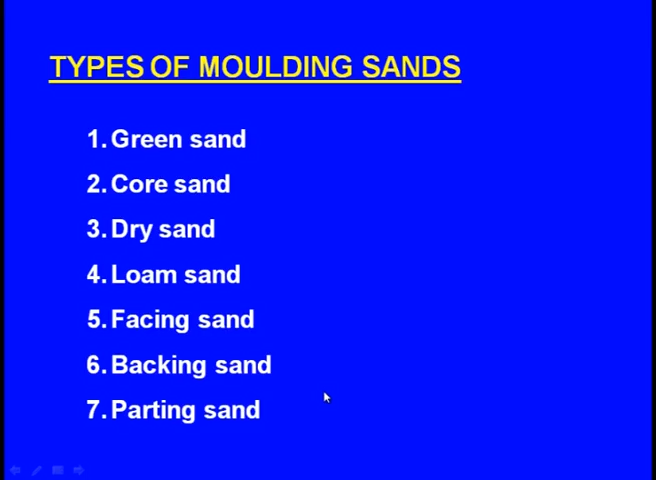 TYPES OF MOULDING SANDS
1. Green sand
2. Core sand
3. Dry sand
4. Loam sand
5. Facing sand
6. Backing sand
7. Parting sand